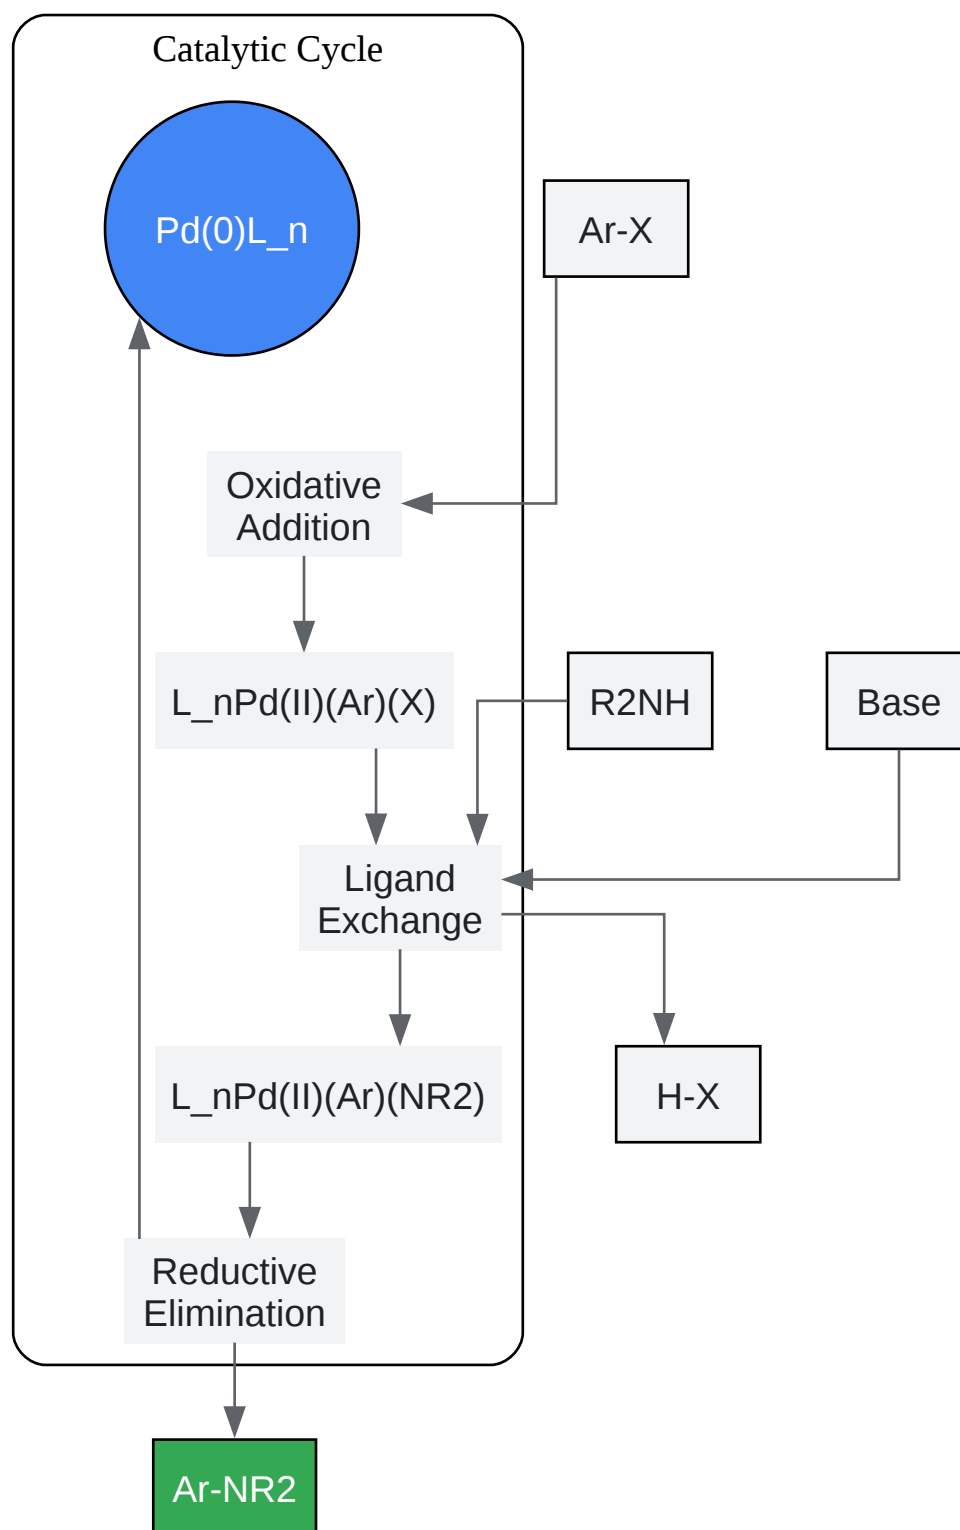 Catalytic Cycle
Pd(0)L_n
Ar-X
Oxidative
Addition
L_nPd(II)(Ar)(X)
R2NH
Base
Ligand
Exchange
L_nPd(II)(Ar)(NR2)
H-X
Reductive
Elimination
Ar-NR2